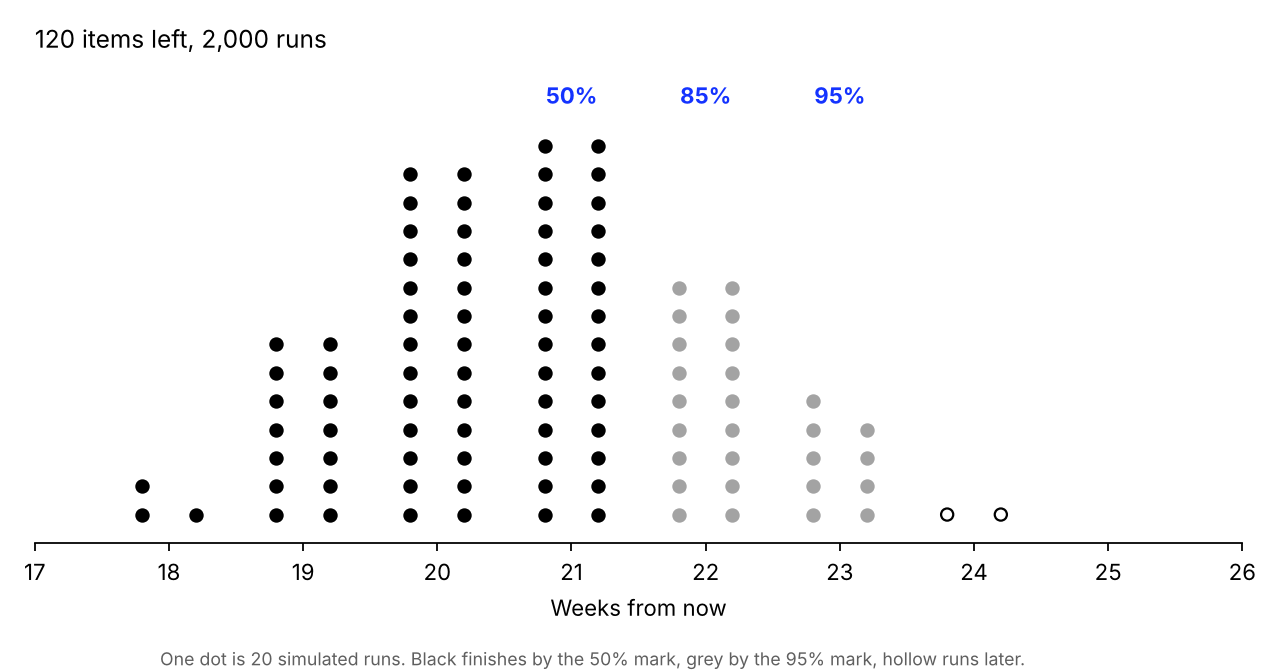 120 items left, 2,000 runs
50% 85% 95%
17 18 19 20 21 22 23 24 25 26
Weeks from now
One dot is 20 simulated runs. Black finishes by the 50% mark, grey by the 95% mark, hollow runs later.